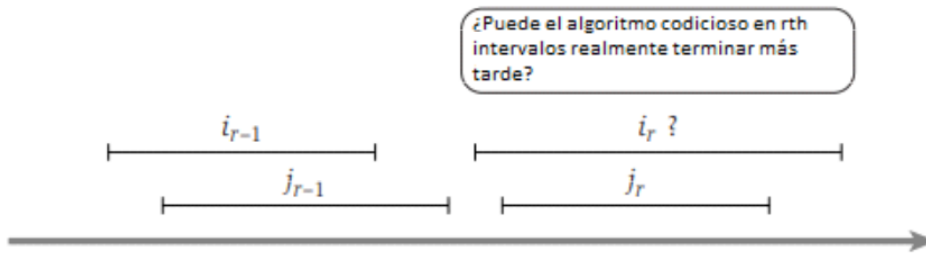 ¿Puede el algoritmo codicioso en rth
intervalos realmente terminar más
tarde?
i_{r-1}
i_r ?
j_{r-1}
j_r